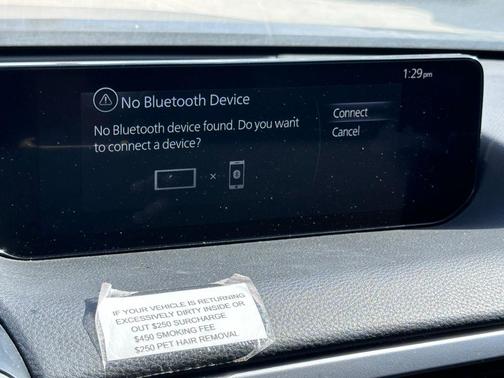 1:29pm
No Bluetooth Device
No Bluetooth device found. Do you want
to connect a device?
Connect
Cancel
IF YOUR VEHICLE IS RETURNING
EXCESSIVELY DIRTY INSIDE OR
OUT $250 SURCHARGE
$450 SMOKING FEE
$250 PET HAIR REMOVAL